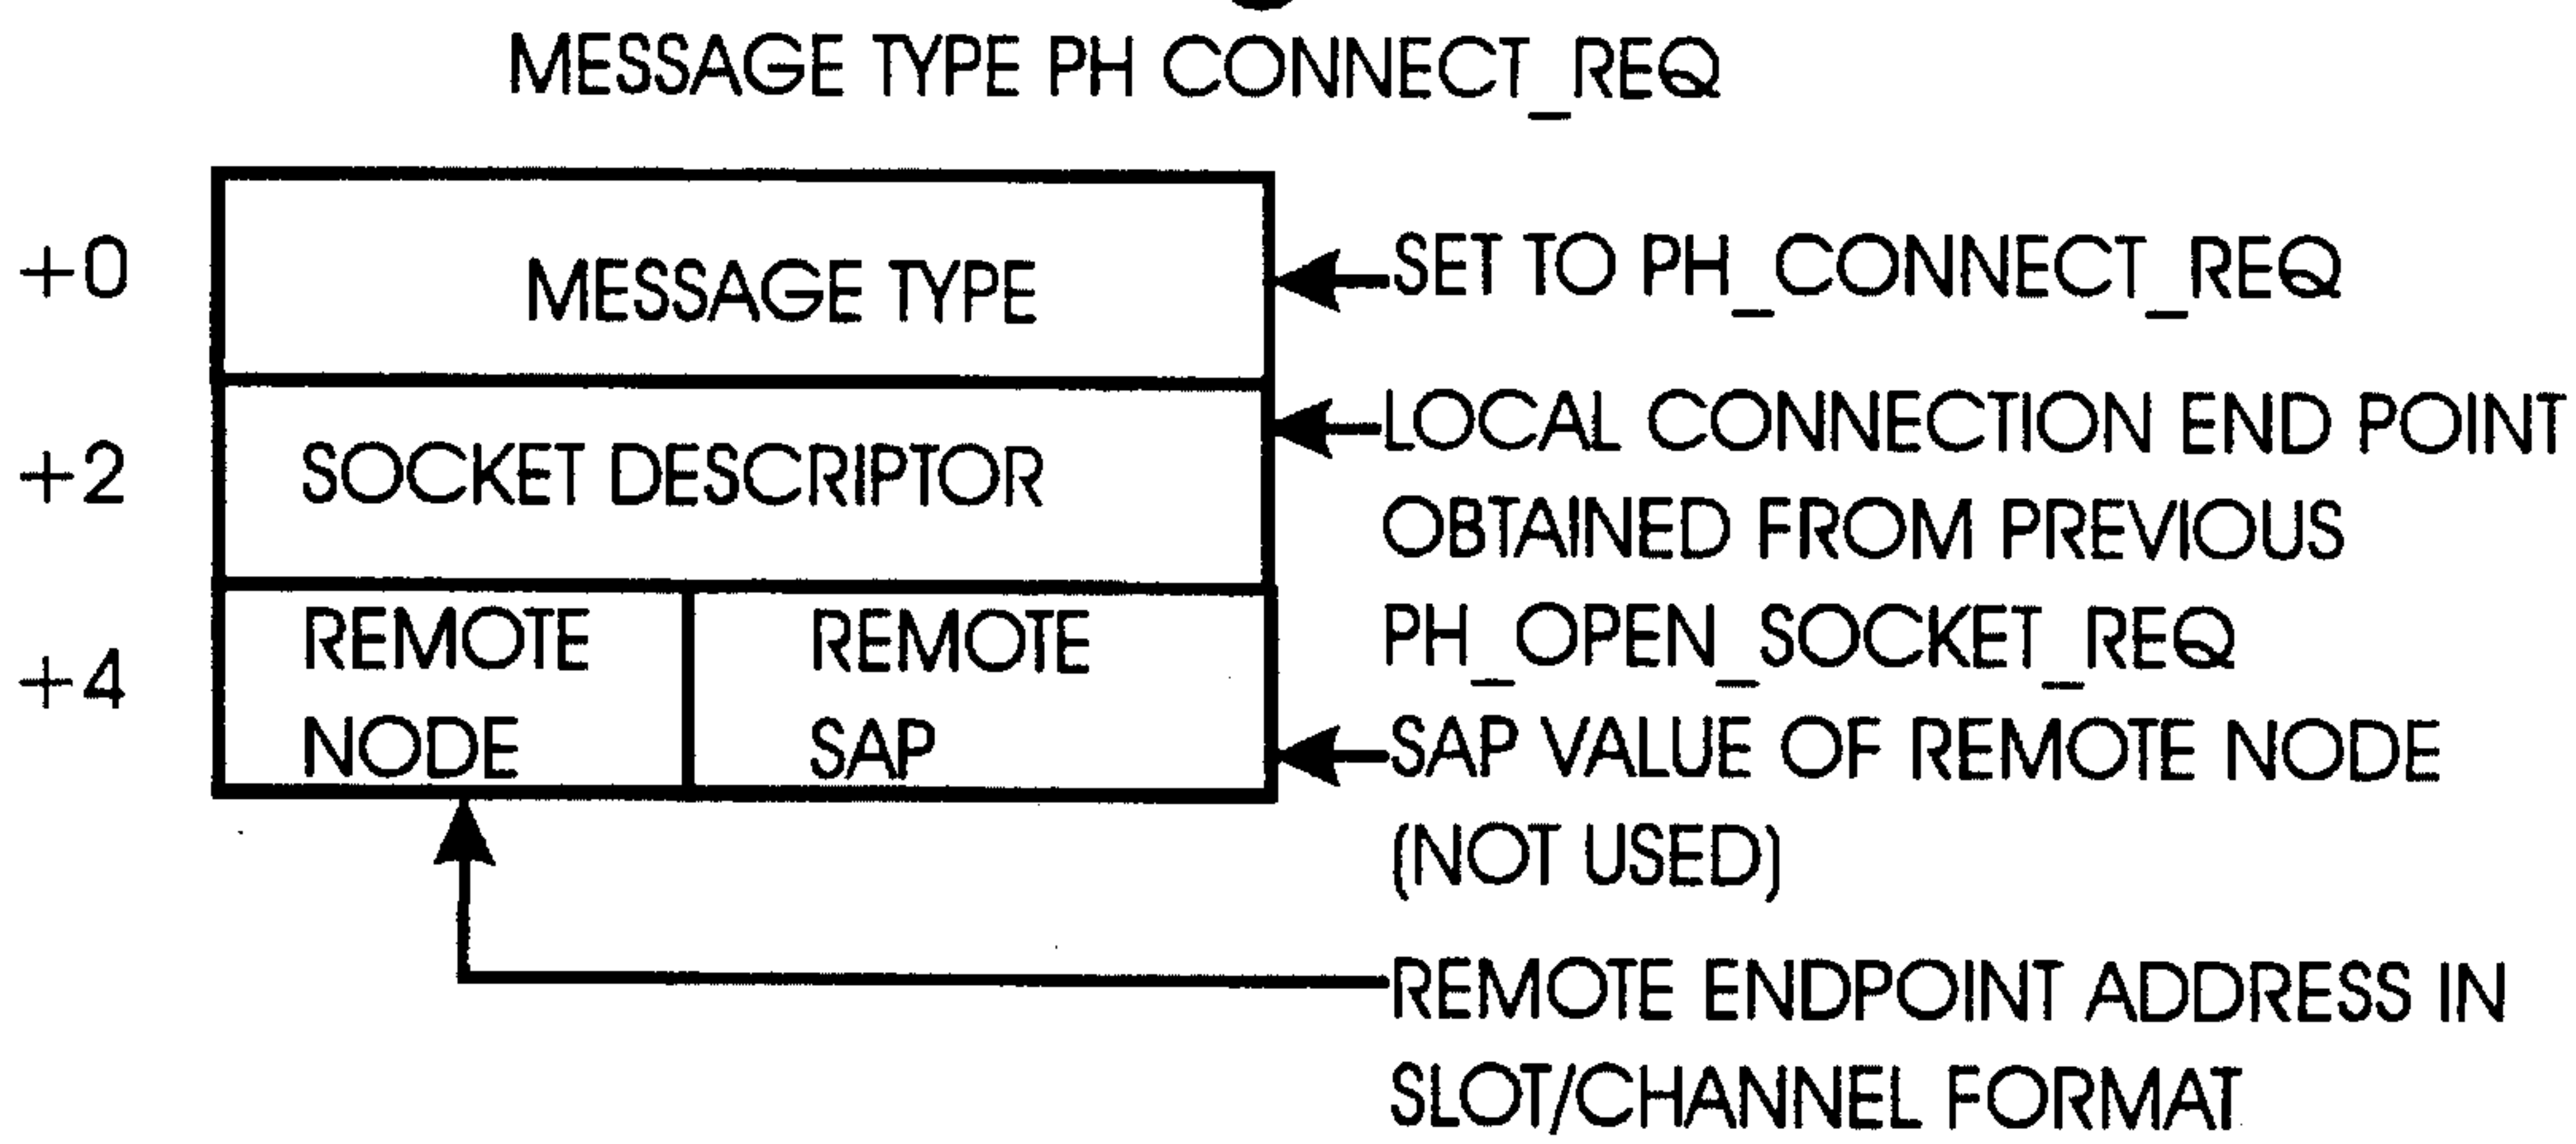 MESSAGE TYPE PH CONNECT_REQ
+0
MESSAGE TYPE
SET TO PH_CONNECT_REQ
+2
SOCKET DESCRIPTOR
LOCAL CONNECTION END POINT
OBTAINED FROM PREVIOUS
PH_OPEN_SOCKET_REQ
+4
REMOTE
NODE
REMOTE
SAP
SAP VALUE OF REMOTE NODE
(NOT USED)
REMOTE ENDPOINT ADDRESS IN
SLOT/CHANNEL FORMAT